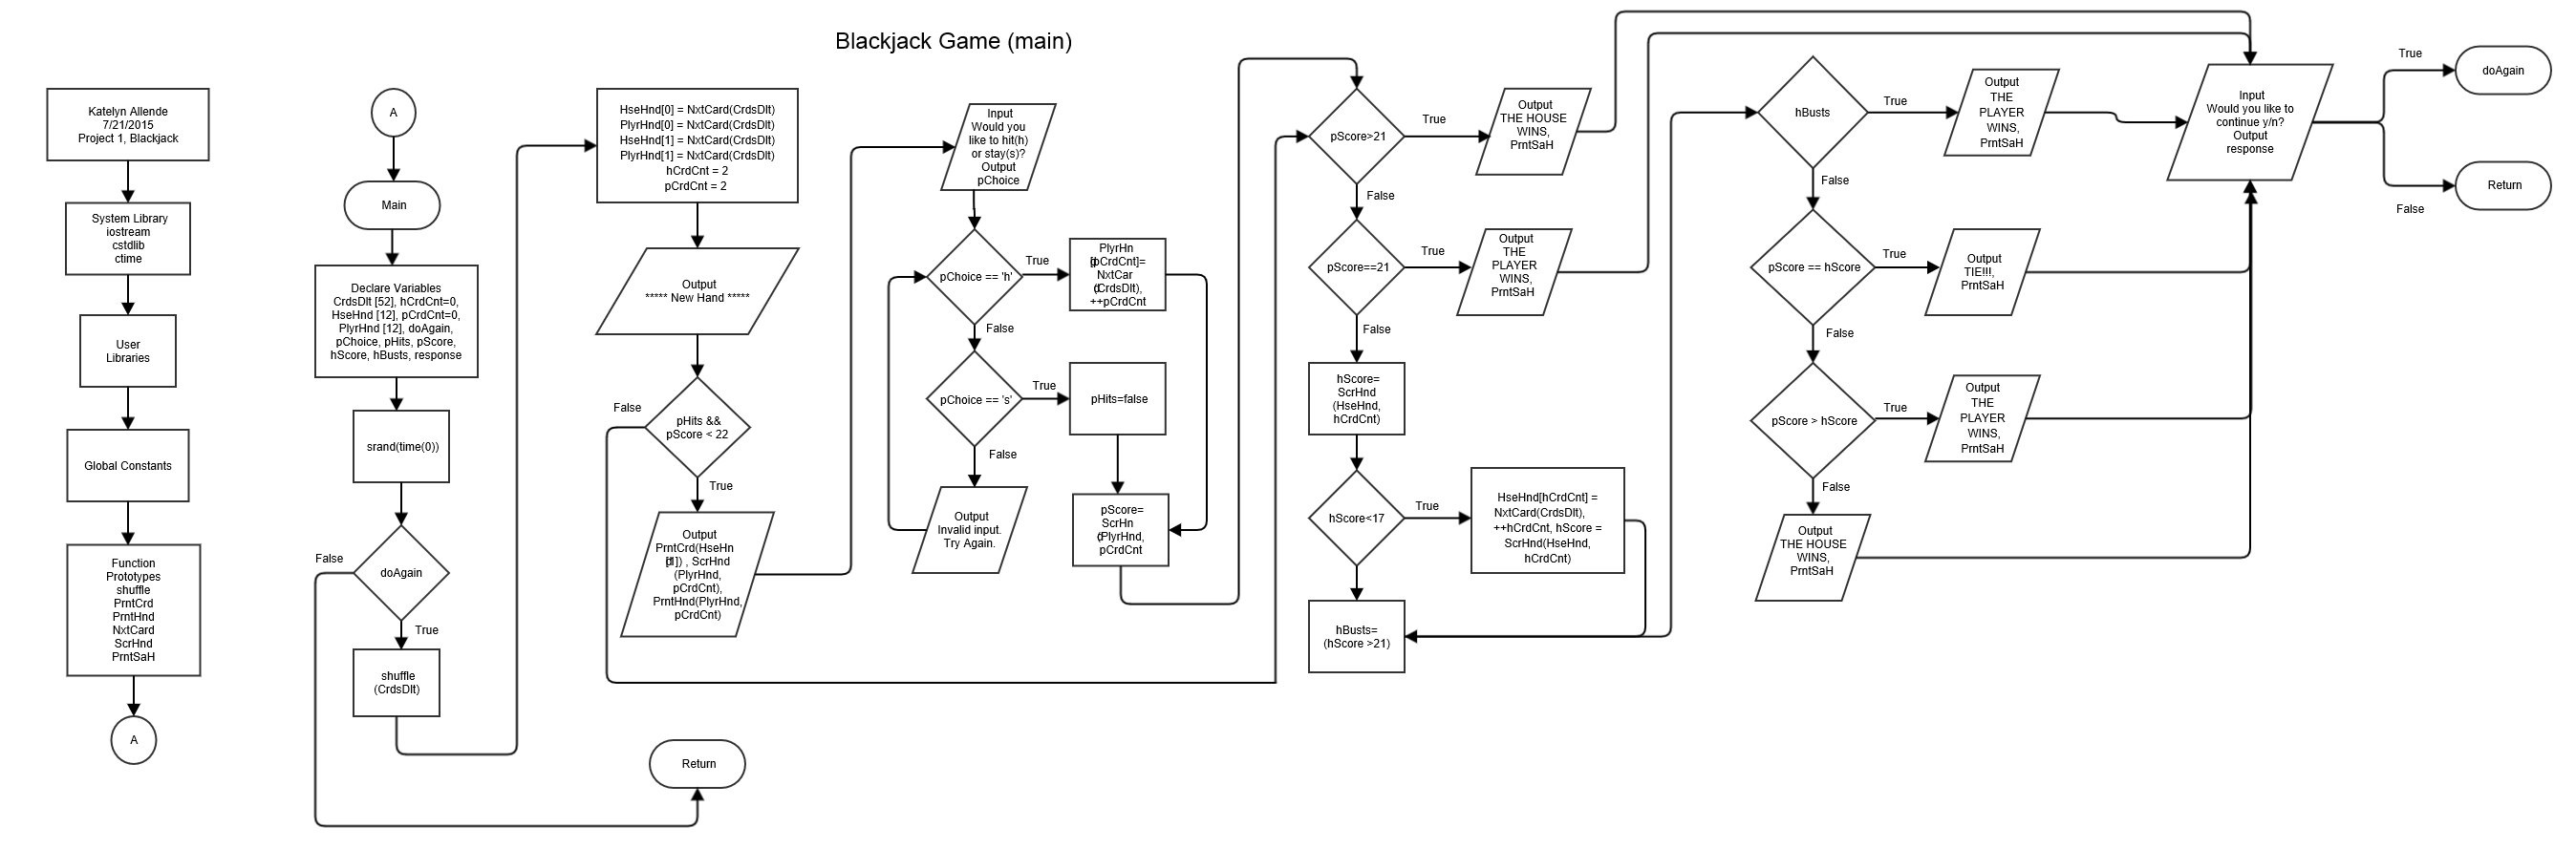 Blackjack Game (main)
Katelyn Allende
7/21/2015
Project 1, Blackjack
System Library
iostream
cstdlib
ctime
User
Libraries
Global Constants
Function
Prototypes
shuffle
PrntCrd
PrntHnd
NxtCard
ScrHnd
PrntSaH
A
A
Main
Declare Variables
CrdsDlt [52], hCrdCnt=0,
HseHnd [12], pCrdCnt=0,
PlyrHnd [12], doAgain,
pChoice, pHits, pScore,
hScore, hBusts, response
srand(time(0))
doAgain
False
True
shuffle
(CrdsDlt)
Return
HseHnd[0] = NxtCard(CrdsDlt)
PlyrHnd[0] = NxtCard(CrdsDlt)
HseHnd[1] = NxtCard(CrdsDlt)
PlyrHnd[1] = NxtCard(CrdsDlt)
hCrdCnt = 2
pCrdCnt = 2
Output
***** New Hand *****
pHits &&
pScore < 22
False
True
Output
PrntCrd(HseHn
d[1]) , ScrHnd
(PlyrHnd,
pCrdCnt),
PrntHnd(PlyrHnd,
pCrdCnt)
Input
Would you
like to hit(h)
or stay(s)?
Output
pChoice
pChoice == 'h'
True
False
PlyrHn
d[pCrdCnt]=
NxtCar
d(CrdsDlt),
++pCrdCnt
pChoice == 's'
True
False
pHits=false
Output
Invalid input.
Try Again.
pScore=
ScrHn
d(PlyrHnd,
pCrdCnt
pScore>21
True
False
Output
THE HOUSE
WINS,
PrntSaH
pScore==21
True
False
Output
THE
PLAYER
WINS,
PrntSaH
hScore=
ScrHnd
(HseHnd,
hCrdCnt)
hScore<17
True
HseHnd[hCrdCnt] =
NxtCard(CrdsDlt),
++hCrdCnt, hScore =
ScrHnd(HseHnd,
hCrdCnt)
hBusts=
(hScore >21)
hBusts
True
False
Output
THE
PLAYER
WINS,
PrntSaH
pScore == hScore
True
False
Output
TIE!!!,
PrntSaH
pScore > hScore
True
False
Output
THE
PLAYER
WINS,
PrntSaH
Output
THE HOUSE
WINS,
PrntSaH
Input
Would you like to
continue y/n?
Output
response
True
doAgain
Return
False